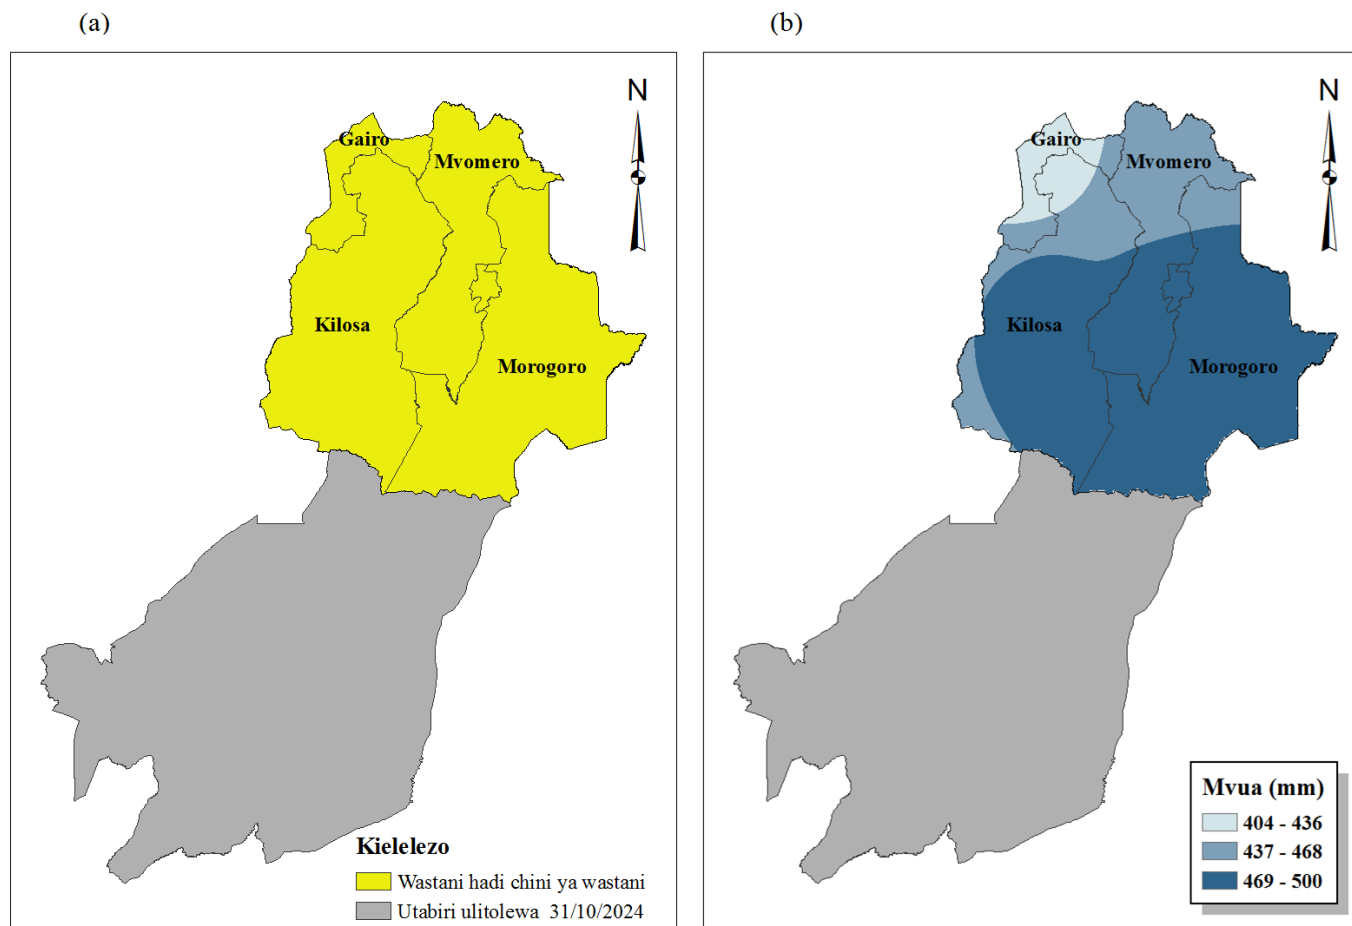 (a)
N
Gairo
Mvomero
Kilosa
Morogoro
Kielelezo
Wastani hadi chini ya wastani
Utabiri ulitolewa 31/10/2024
(b)
N
Gairo
Mvomero
Kilosa
Morogoro
Mvua (mm)
404 - 436
437 - 468
469 - 500